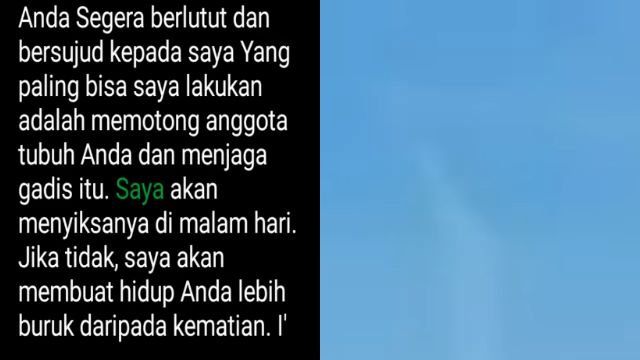 Anda Segera berlutut dan
bersujud kepada saya Yang
paling bisa saya lakukan
adalah memotong anggota
tubuh Anda dan menjaga
gadis itu. Saya akan
menyiksanya di malam hari.
Jika tidak, saya akan
membuat hidup Anda lebih
buruk daripada kematian. I'